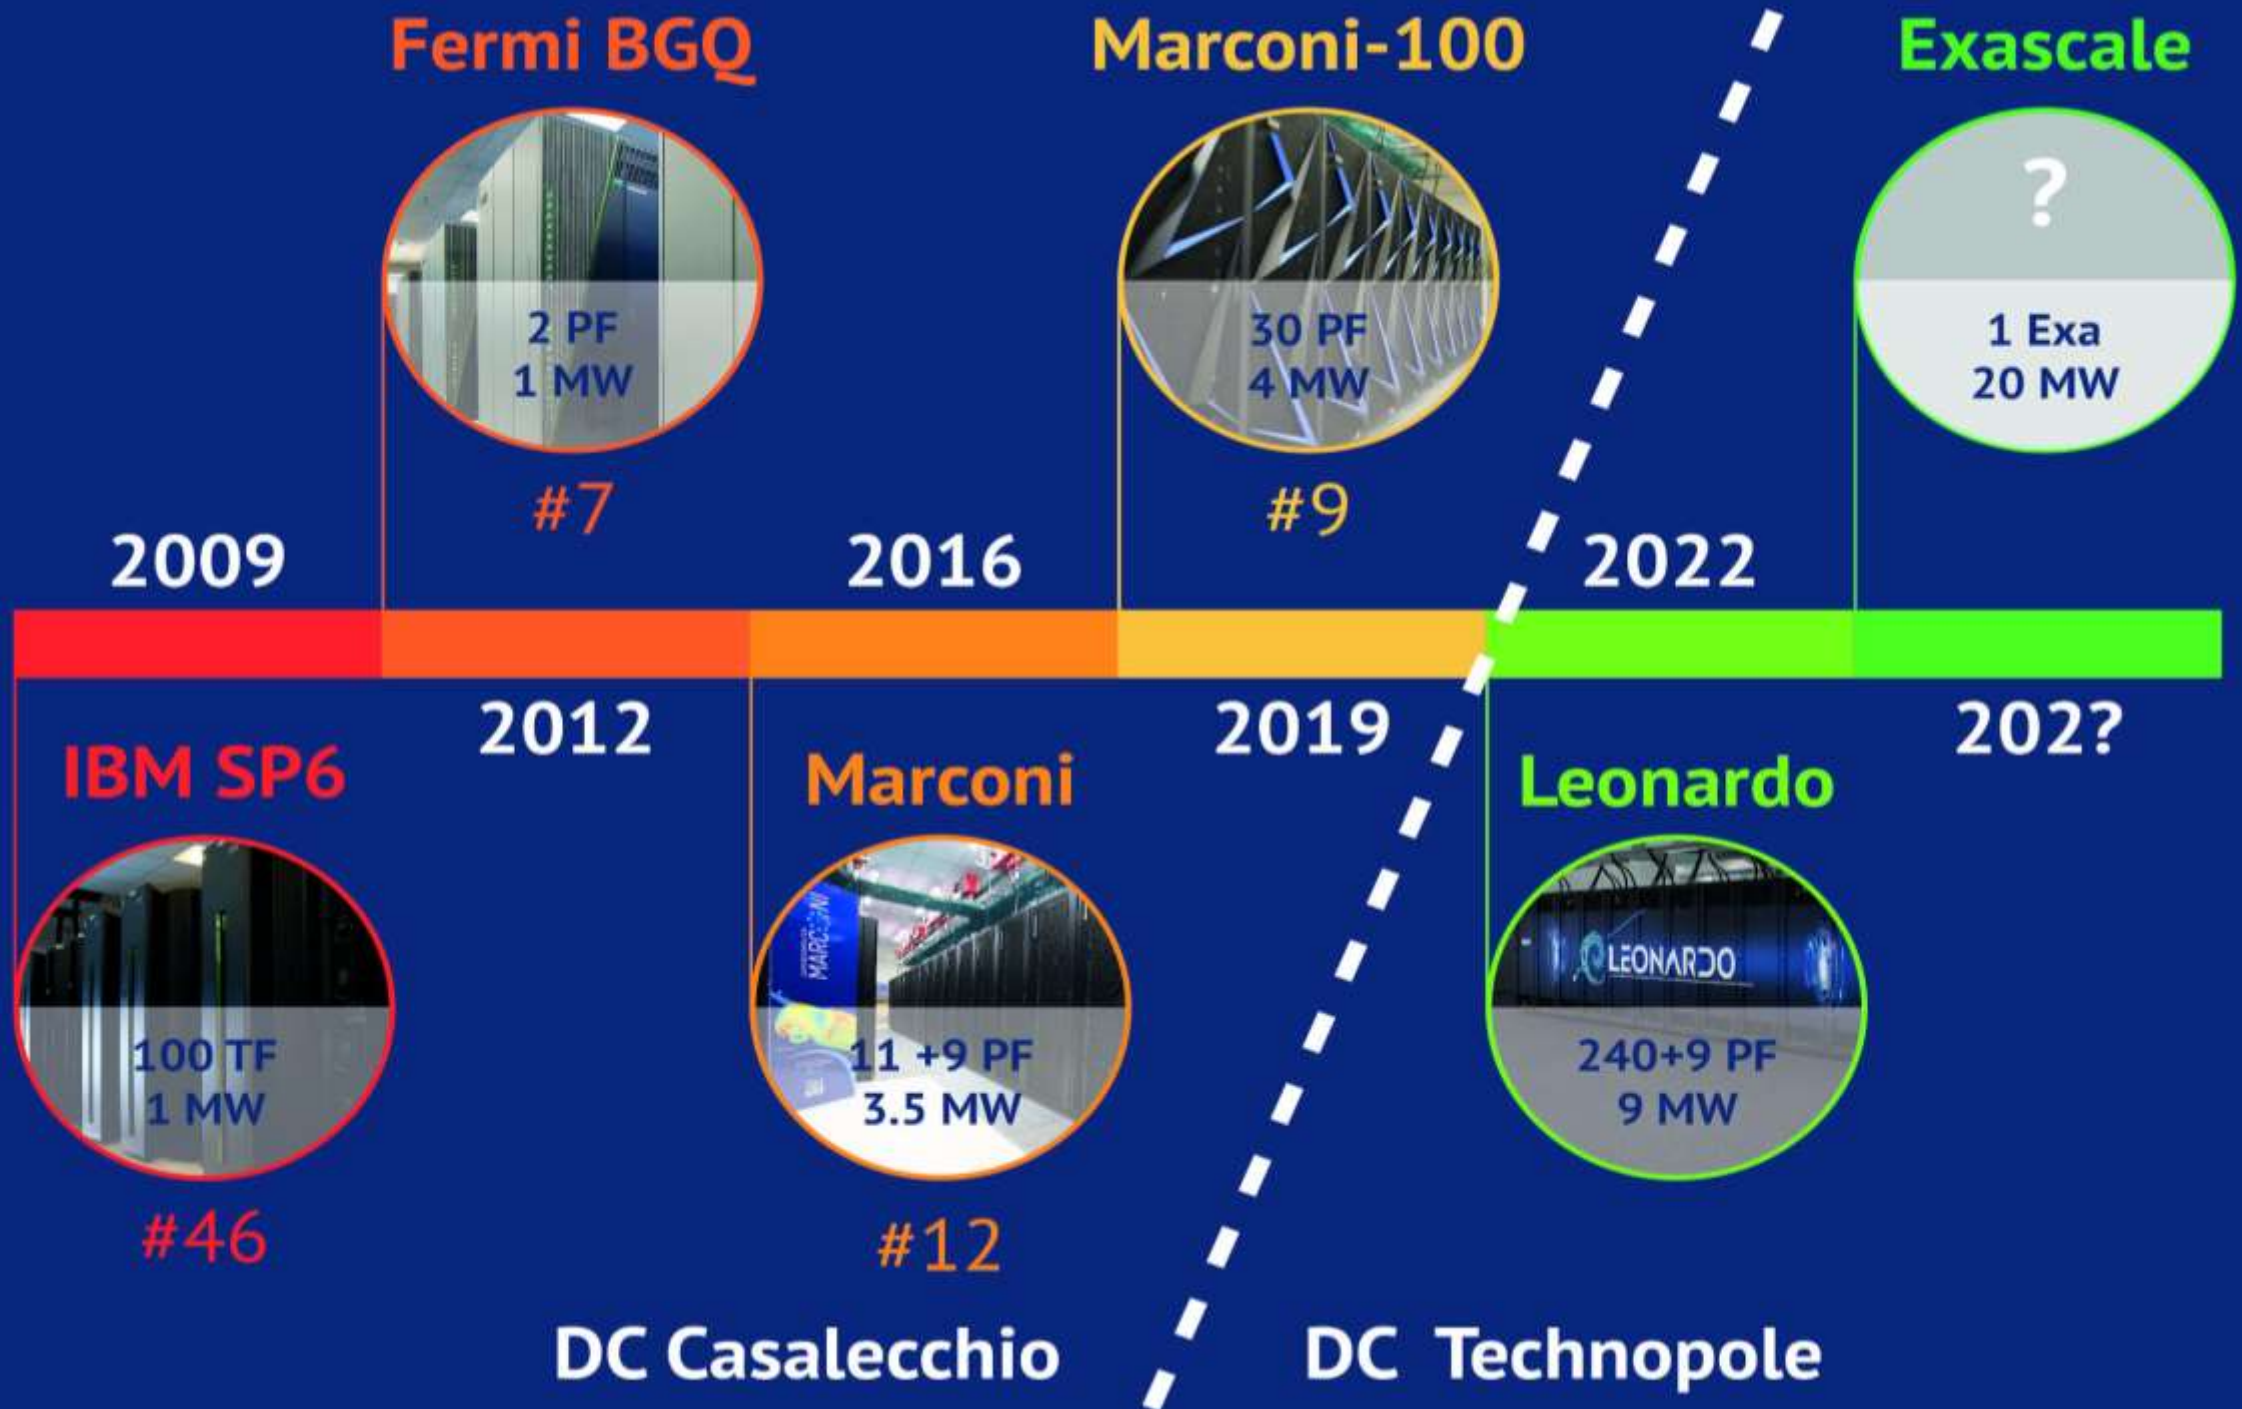 Fermi BGQ
Marconi-100
Exascale
?
2 PF
1 MW
30 PF
4 MW
1 Exa
20 MW
#7
#9
2009
2016
2022
2012
2019
202?
IBM SP6
Marconi
Leonardo
MARCONI
LEONARDO
100 TF
1 MW
11 +9 PF
3.5 MW
240+9 PF
9 MW
#46
#12
DC Casalecchio
DC Technopole